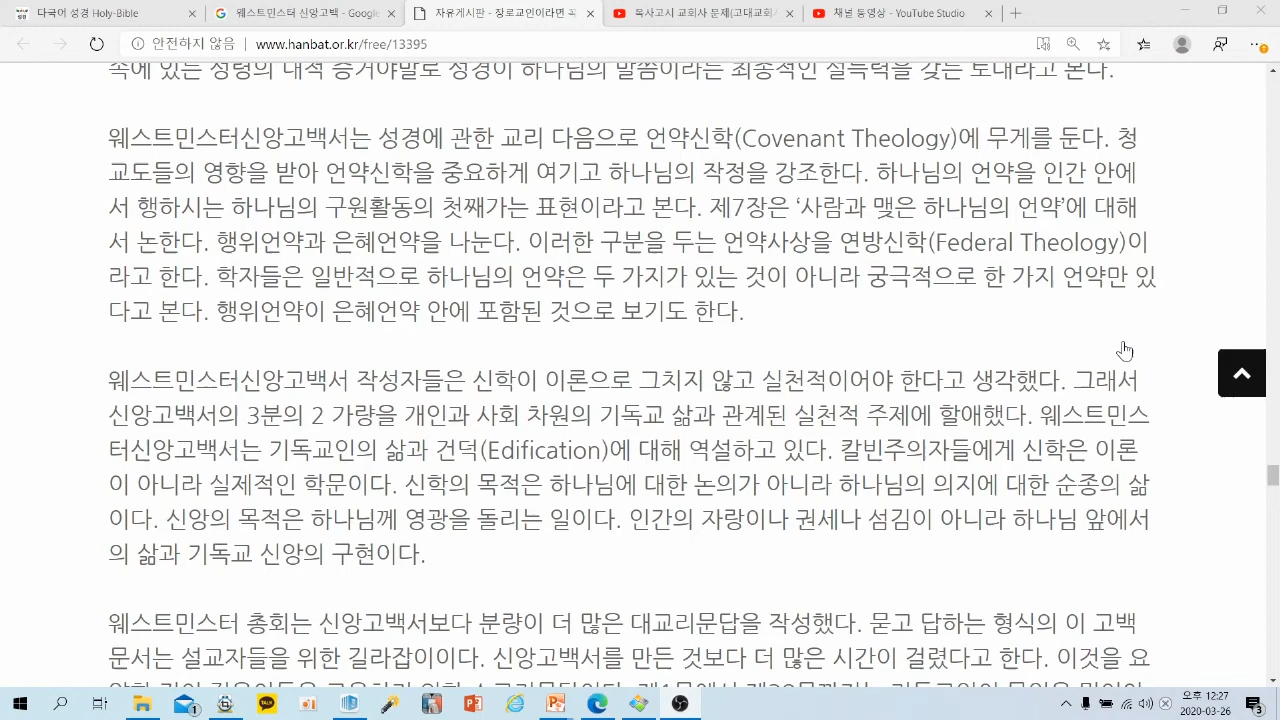 다국어 성경 Holy-Bible
웨스트민스터 신앙고백 - Google
자유게시판 - 장로교인이라면 꼭
목사고시 교회사 문제(고대교회사
채널 동영상 - YouTube Studio
안전하지 않음 www.hanbat.or.kr/free/13395
속에 있는 성령의 내적 증거야말로 성경이 하나님의 말씀이라는 최종적인 설득력을 갖는 토대라고 본다.
웨스트민스터신앙고백서는 성경에 관한 교리 다음으로 언약신학(Covenant Theology)에 무게를 둔다. 청
교도들의 영향을 받아 언약신학을 중요하게 여기고 하나님의 작정을 강조한다. 하나님의 언약을 인간 안에
서 행하시는 하나님의 구원활동의 첫째가는 표현이라고 본다. 제7장은 ‘사람과 맺은 하나님의 언약’에 대해
서 논한다. 행위언약과 은혜언약을 나눈다. 이러한 구분을 두는 언약사상을 연방신학(Federal Theology)이
라고 한다. 학자들은 일반적으로 하나님의 언약은 두 가지가 있는 것이 아니라 궁극적으로 한 가지 언약만 있
다고 본다. 행위언약이 은혜언약 안에 포함된 것으로 보기도 한다.
웨스트민스터신앙고백서 작성자들은 신학이 이론으로 그치지 않고 실천적이어야 한다고 생각했다. 그래서
신앙고백서의 3분의 2 가량을 개인과 사회 차원의 기독교 삶과 관계된 실천적 주제에 할애했다. 웨스트민스
터신앙고백서는 기독교인의 삶과 건덕(Edification)에 대해 역설하고 있다. 칼빈주의자들에게 신학은 이론
이 아니라 실제적인 학문이다. 신학의 목적은 하나님에 대한 논의가 아니라 하나님의 의지에 대한 순종의 삶
이다. 신앙의 목적은 하나님께 영광을 돌리는 일이다. 인간의 자랑이나 권세나 섬김이 아니라 하나님 앞에서
의 삶과 기독교 신앙의 구현이다.
웨스트민스터 총회는 신앙고백서보다 분량이 더 많은 대교리문답을 작성했다. 묻고 답하는 형식의 이 고백
문서는 설교자들을 위한 길라잡이이다. 신앙고백서를 만든 것보다 더 많은 시간이 걸렸다고 한다. 이것을 요
오후 12:27
2020-03-26